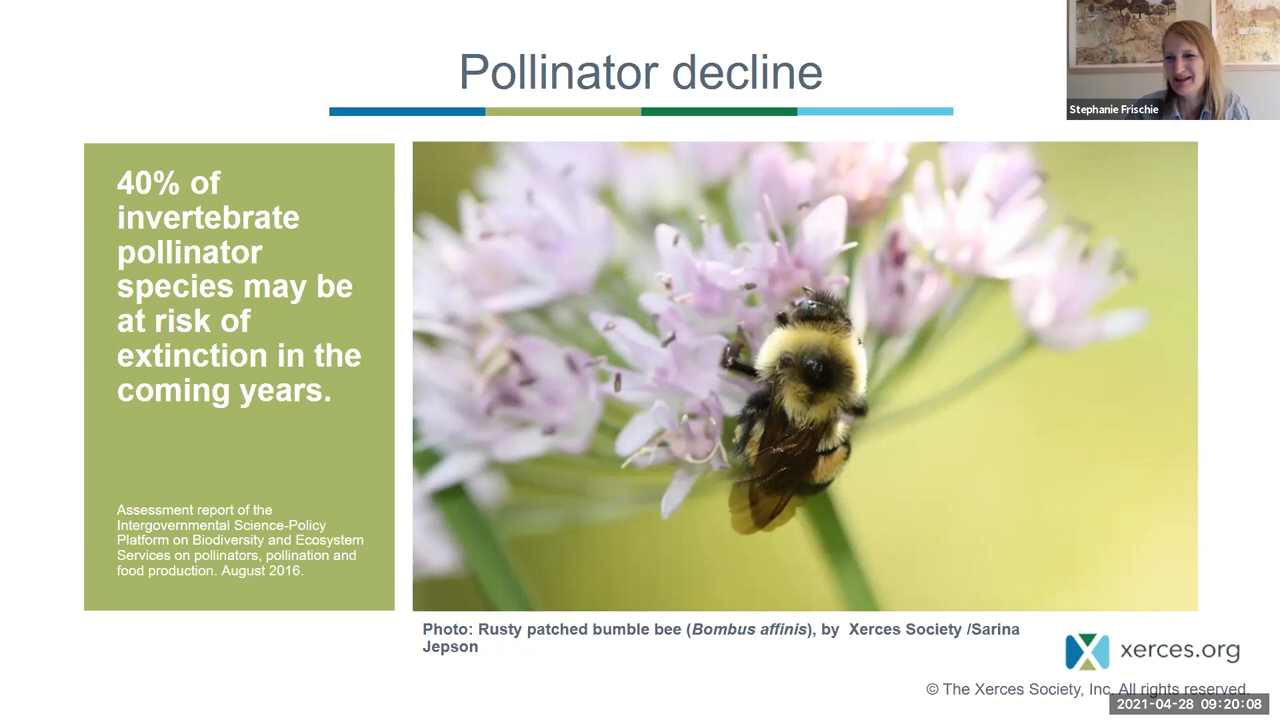 Pollinator decline
Stephanie Frischie
40% of
invertebrate
pollinator
species may be
at risk of
extinction in the
coming years.
Assessment report of the
Intergovernmental Science-Policy
Platform on Biodiversity and Ecosystem
Services on pollinators, pollination and
food production. August 2016.
Photo: Rusty patched bumble bee (Bombus affinis), by  Xerces Society /Sarina
Jepson
xerces.org
© The Xerces Society, Inc. All rights reserved.
2021-04-28 09:20:08